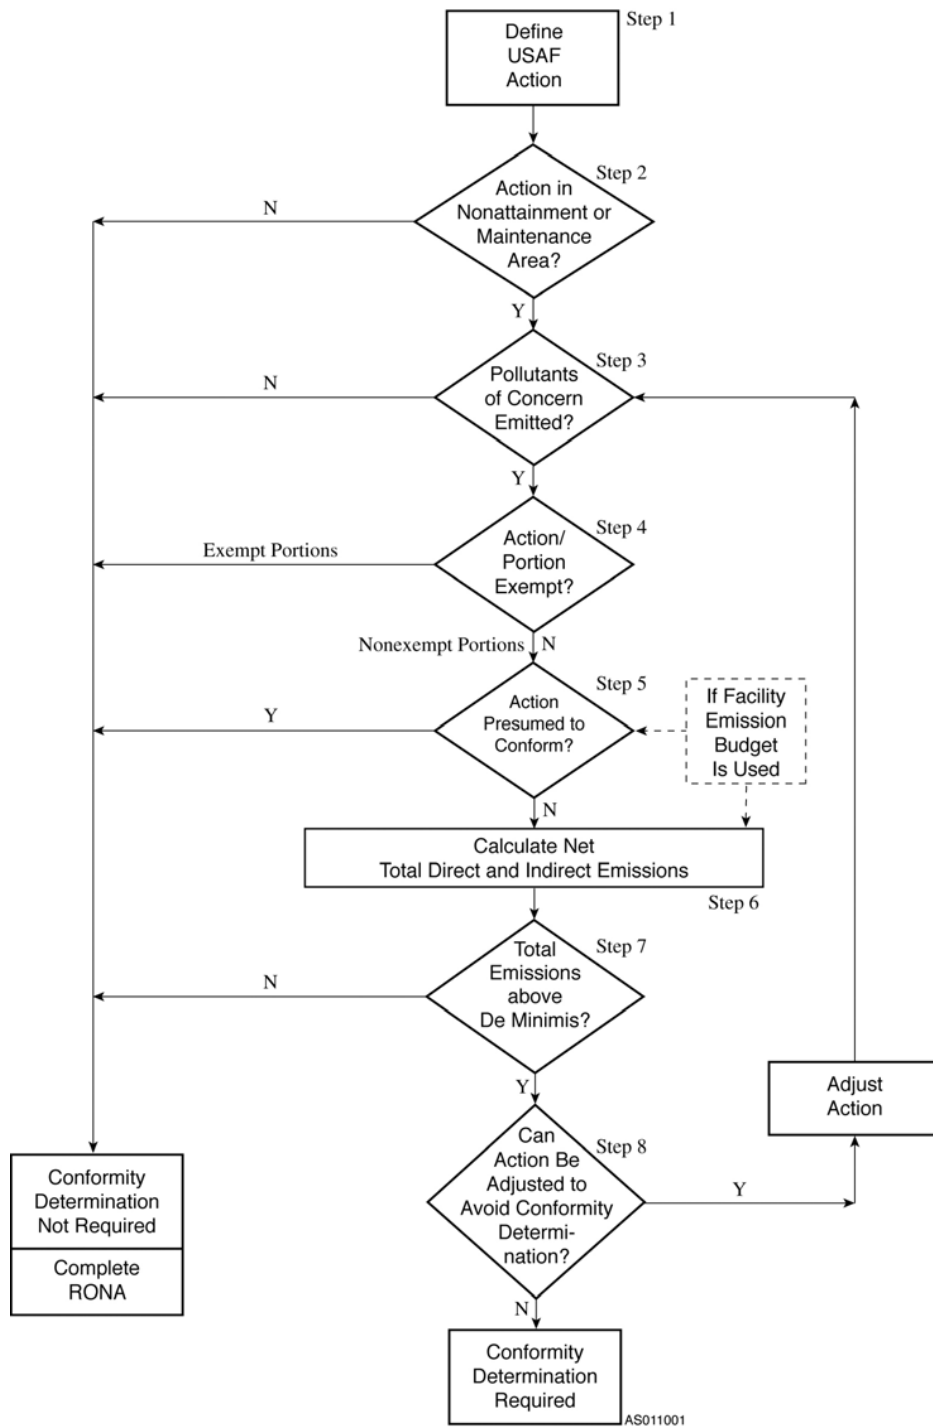 Step 1
Define
USAF
Action
Step 2
Action in
Nonattainment or
Maintenance
Area?
N
Y
Step 3
Pollutants
of Concern
Emitted?
N
Y
Step 4
Action/
Portion
Exempt?
Exempt Portions
Nonexempt Portions
N
Step 5
Action
Presumed to
Conform?
Y
If Facility
Emission
Budget
Is Used
N
Calculate Net
Total Direct and Indirect Emissions
Step 6
Step 7
Total
Emissions
above
De Minimis?
N
Y
Adjust
Action
Step 8
Can
Action Be
Adjusted to
Avoid Conformity
Determi-
nation?
Y
Conformity
Determination
Not Required
Complete
RONA
N
Conformity
Determination
Required
AS011001